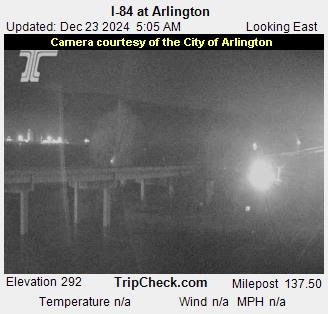 I-84 at Arlington
Updated: Dec 23 2024 5:05 AM Looking East
Camera courtesy of the City of Arlington
Elevation 292 TripCheck.com Milepost 137.50
Temperature n/a Wind n/a MPH n/a